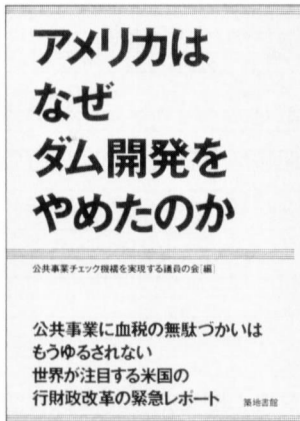 アメリカは
なぜ
ダム開発を
やめたのか
公共事業チェック機構を実現する議員の会[編]
公共事業に血税の無駄づかいは
もうゆるされない
世界が注目する米国の
行財政改革の緊急レポート 築地書館